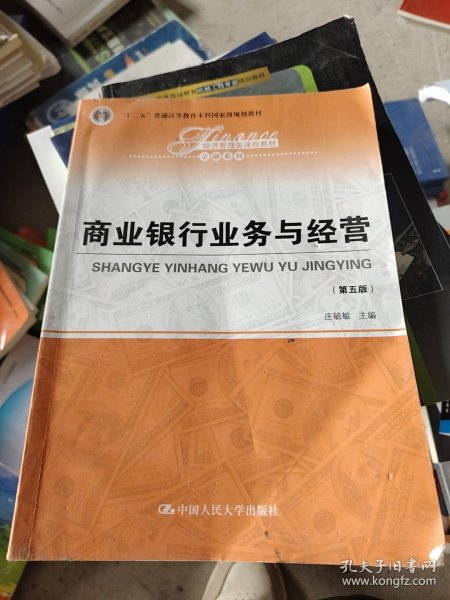 “十二五”普通高等教育本科国家级规划教材
Finance
经济管理类课程教材
金融系列
商业银行业务与经营
SHANGYE YINHANG YEWU YU JINGYING
（第五版）
庄毓敏 主编
中国人民大学出版社
孔夫子旧书网
www.kongfz.com